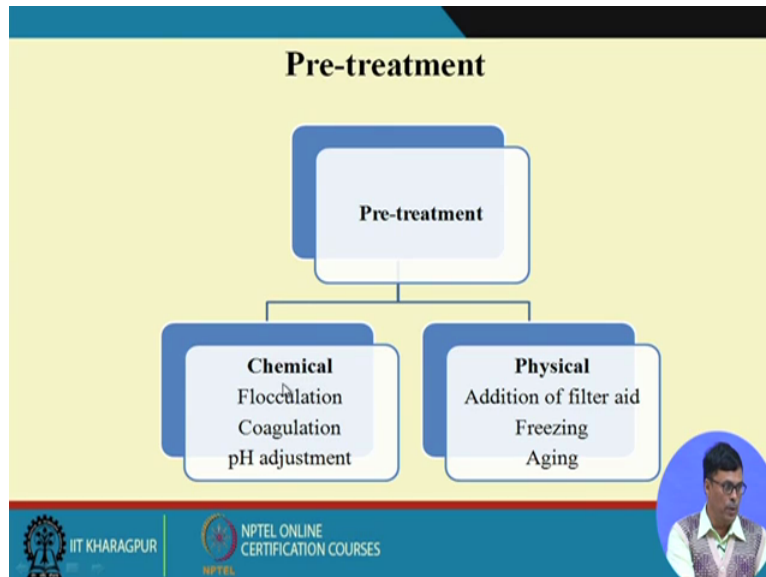 Pre-treatment
Pre-treatment
Chemical
Flocculation
Coagulation
pH adjustment
Physical
Addition of filter aid
Freezing
Aging
IIT KHARAGPUR
NPTEL
NPTEL ONLINE
CERTIFICATION COURSES